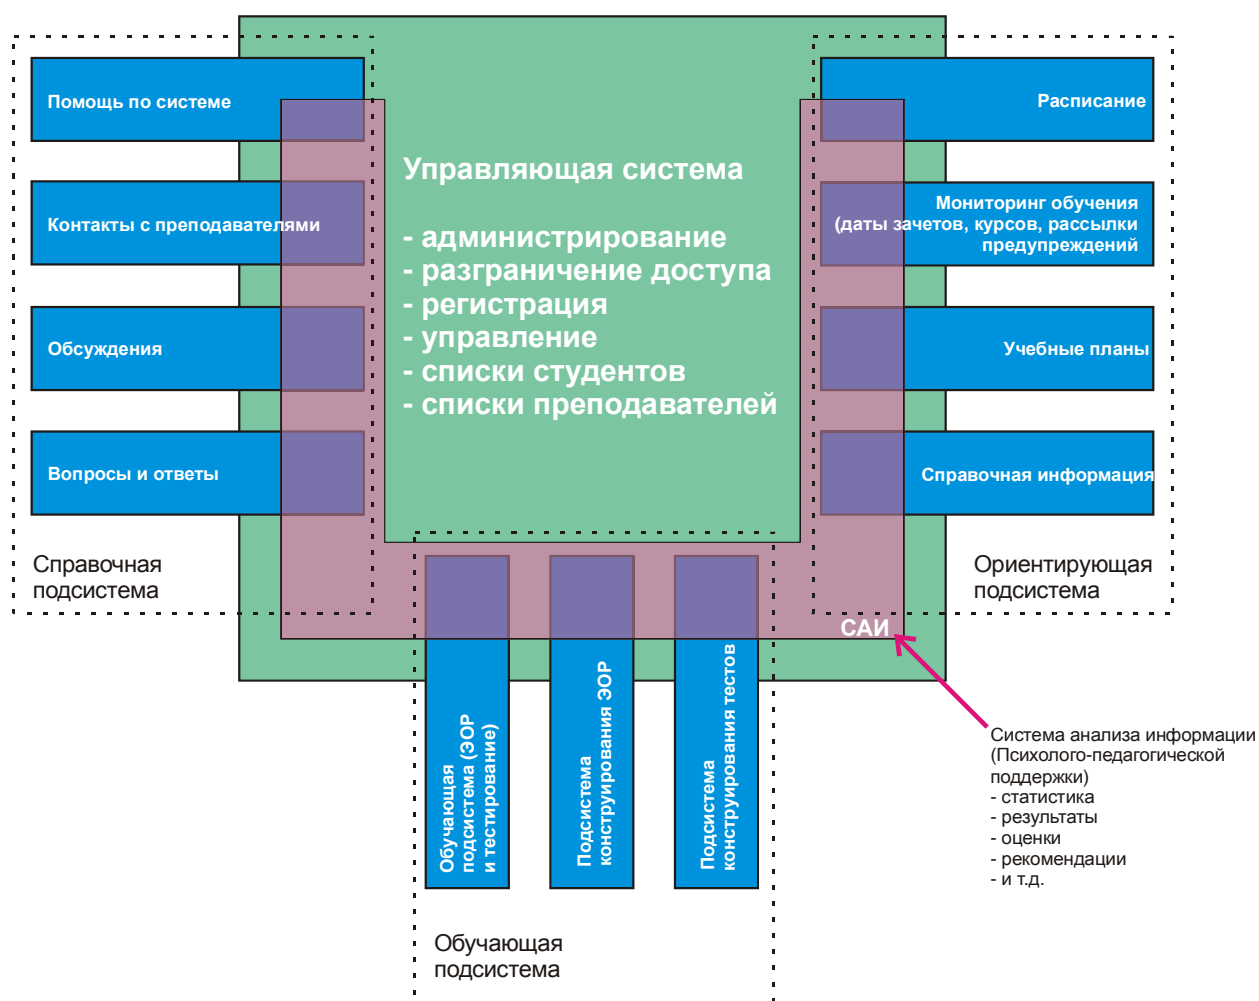 Помощь по системе
Контакты с преподавателями
Обсуждения
Вопросы и ответы
Справочная
подсистема
Управляющая система
- администрирование
- разграничение доступа
- регистрация
- управление
- списки студентов
- списки преподавателей
Расписание
Мониторинг обучения
(даты зачетов, курсов, рассылки
предупреждений
Учебные планы
Справочная информация
Ориентирующая
подсистема
САИ
Обучающая
подсистема (ЭОР
и тестирование)
Подсистема
конструирования ЭОР
Подсистема
конструирования тестов
Обучающая
подсистема
Система анализа информации
(Психолого-педагогической
поддержки)
- статистика
- результаты
- оценки
- рекомендации
- и т.д.